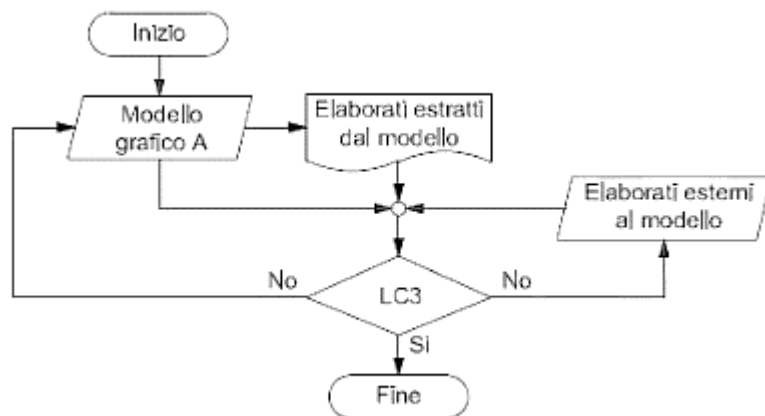 Inizio
Modello
grafico A
Elaborati estratti
dal modello
Elaborati esterni
al modello
No
LC3
No
Si
Fine